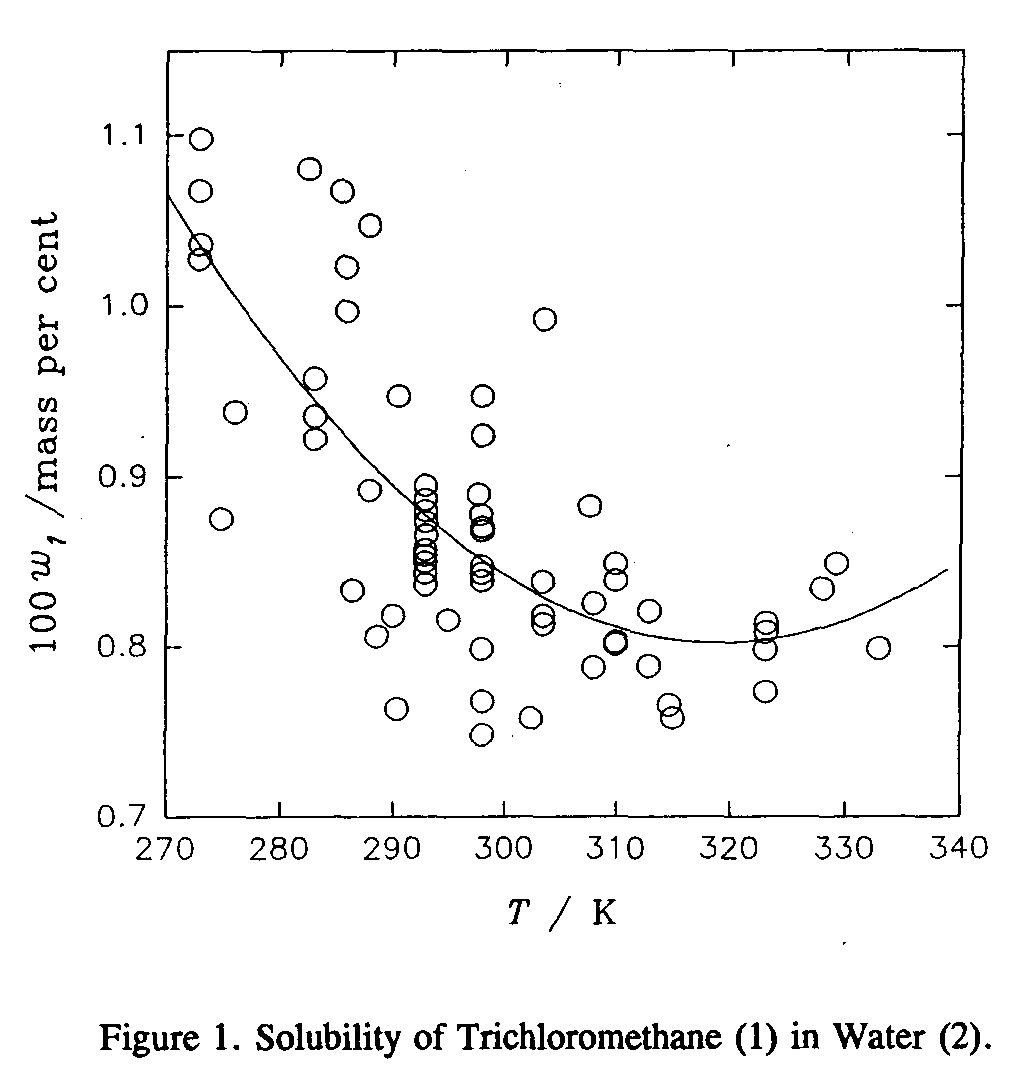 1.1
1.0
0.9
0.8
0.7
100 w₁ /mass per cent
270 280 290 300 310 320 330 340
T / K
Figure 1. Solubility of Trichloromethane (1) in Water (2).